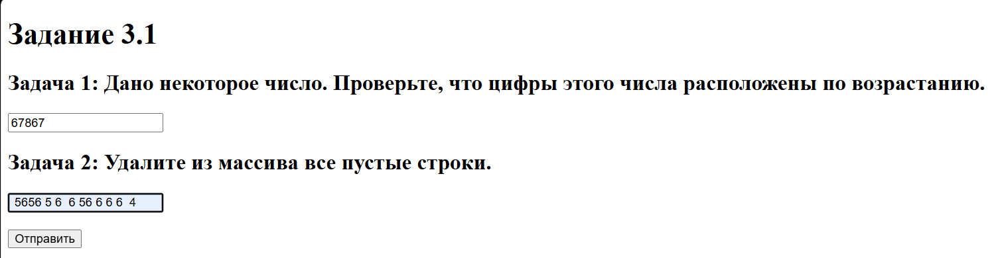 Задание 3.1
Задача 1: Дано некоторое число. Проверьте, что цифры этого числа расположены по возрастанию.
67867
Задача 2: Удалите из массива все пустые строки.
5656 5 6  6 56 6 6 6  4
Отправить